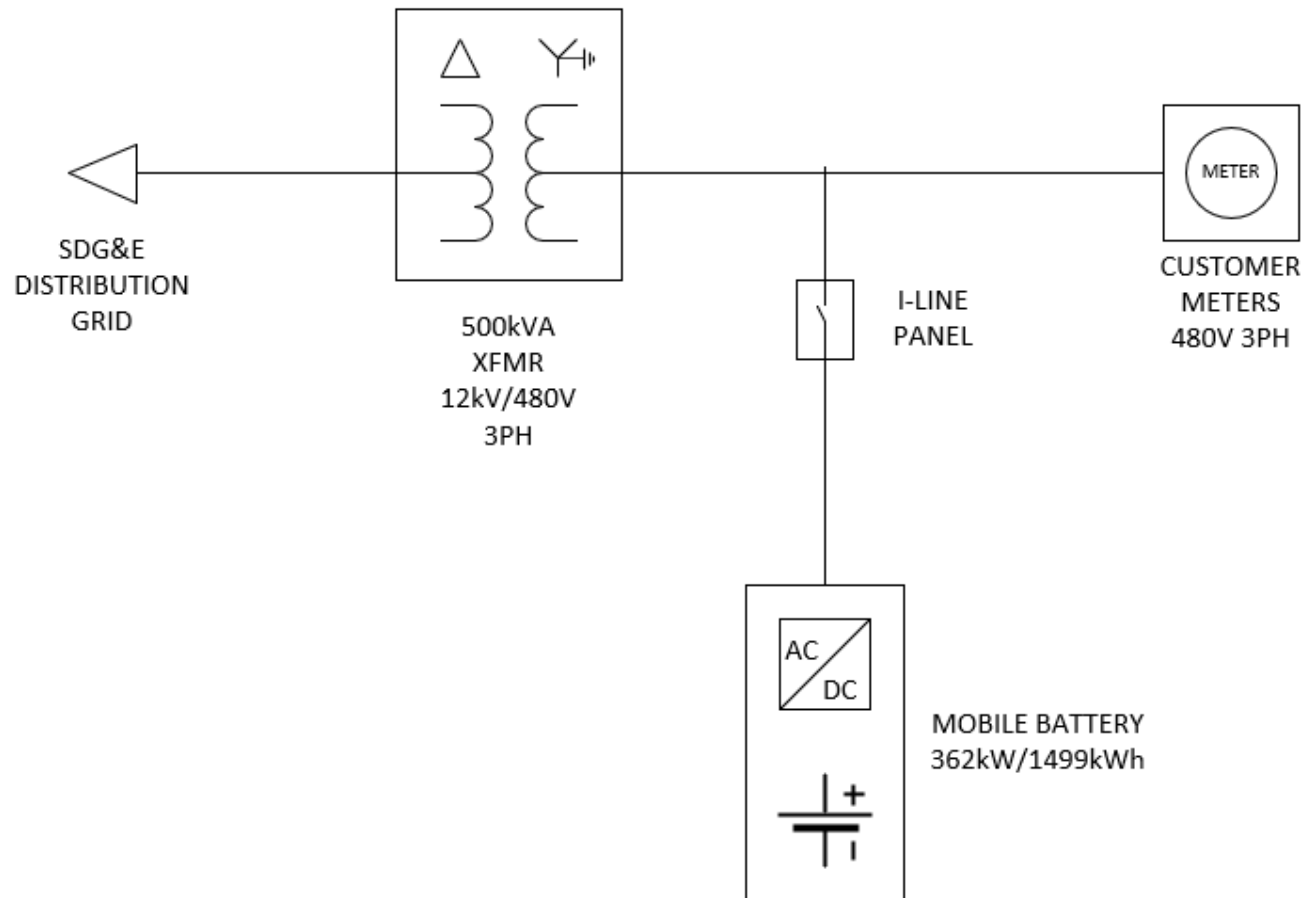 SDG&E
DISTRIBUTION
GRID
500kVA
XFMR
12kV/480V
3PH
I-LINE
PANEL
METER
CUSTOMER
METERS
480V 3PH
AC
DC
MOBILE BATTERY
362kW/1499kWh
+
-